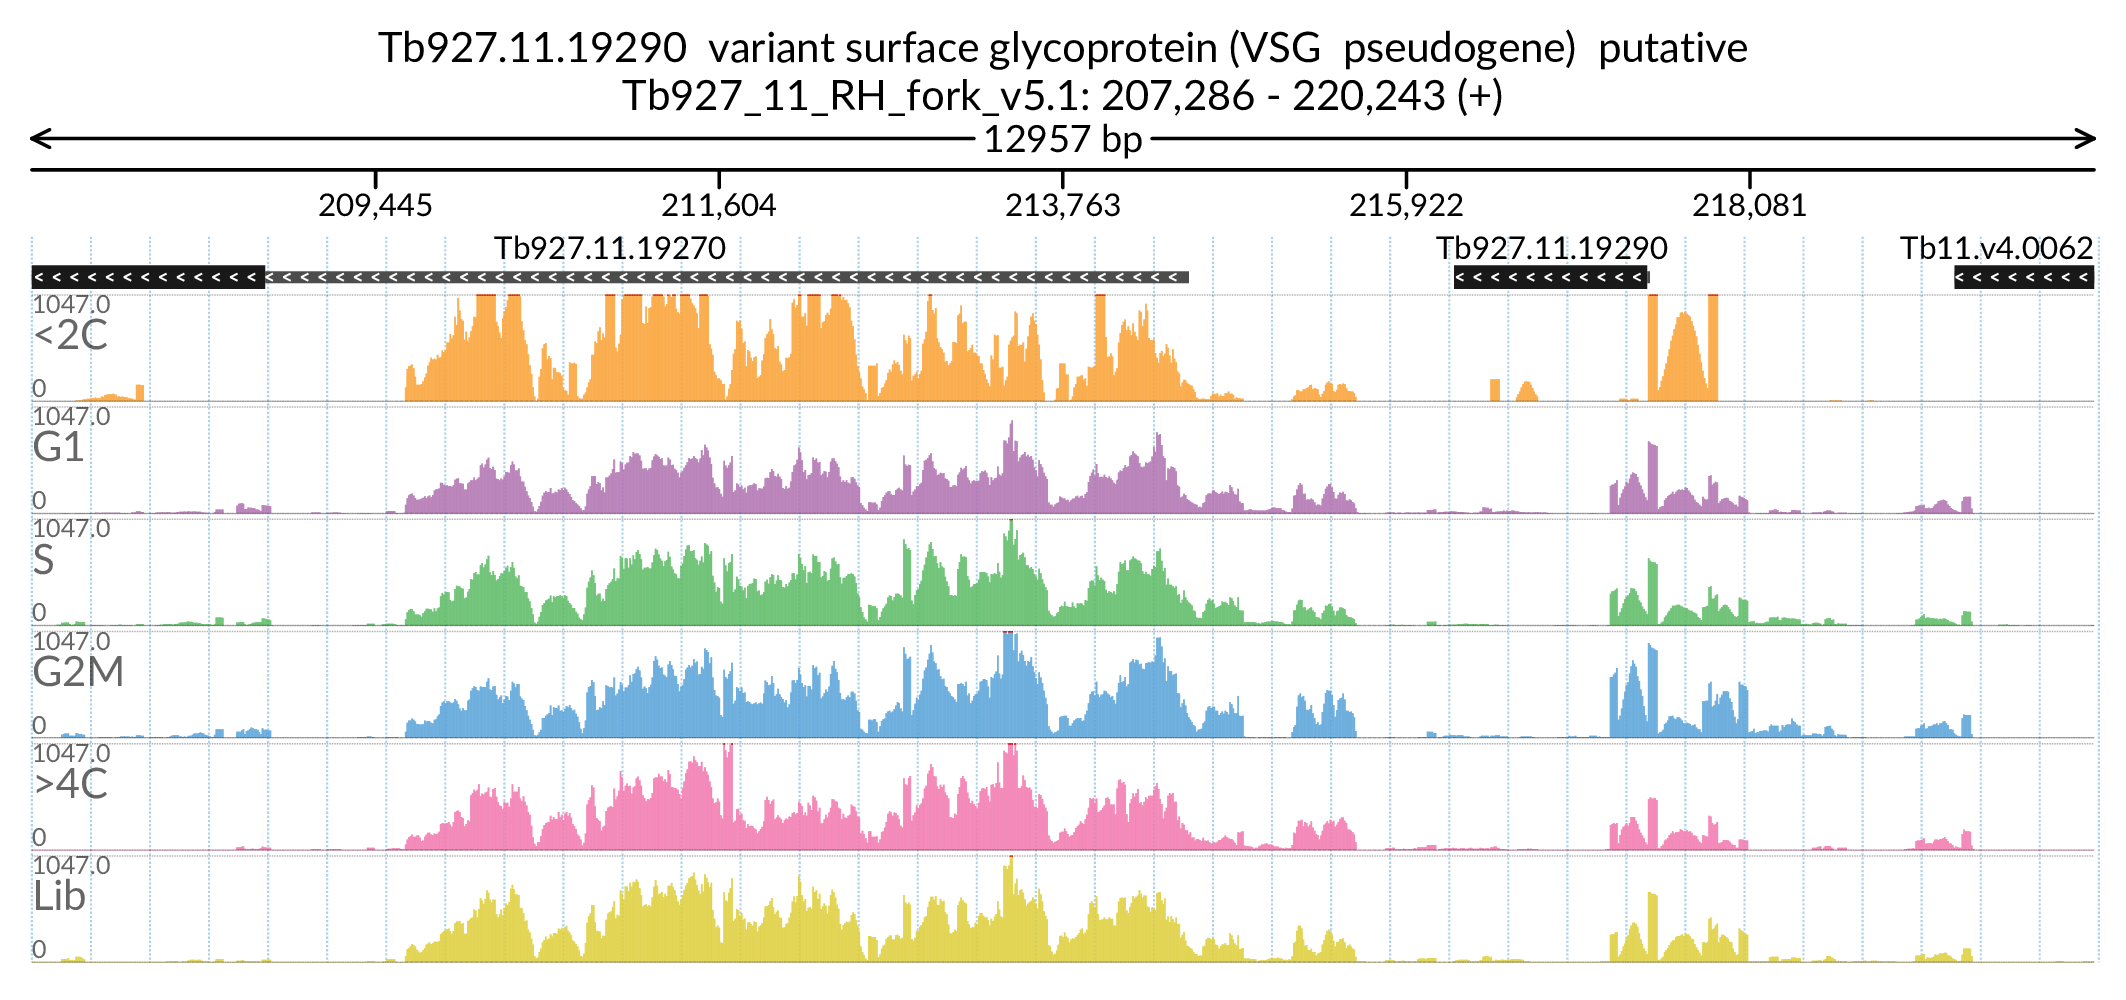 Tb927.11.19290 variant surface glycoprotein (VSG pseudogene) putative
Tb927_11_RH_fork_v5.1: 207,286 - 220,243 (+)
12957 bp
209,445 211,604 213,763 215,922 218,081
Tb927.11.19270 Tb927.11.19290 Tb11.v4.0062
1047.0
<2C
0
1047.0
G1
0
1047.0
S
0
1047.0
G2M
0
1047.0
>4C
0
1047.0
Lib
0